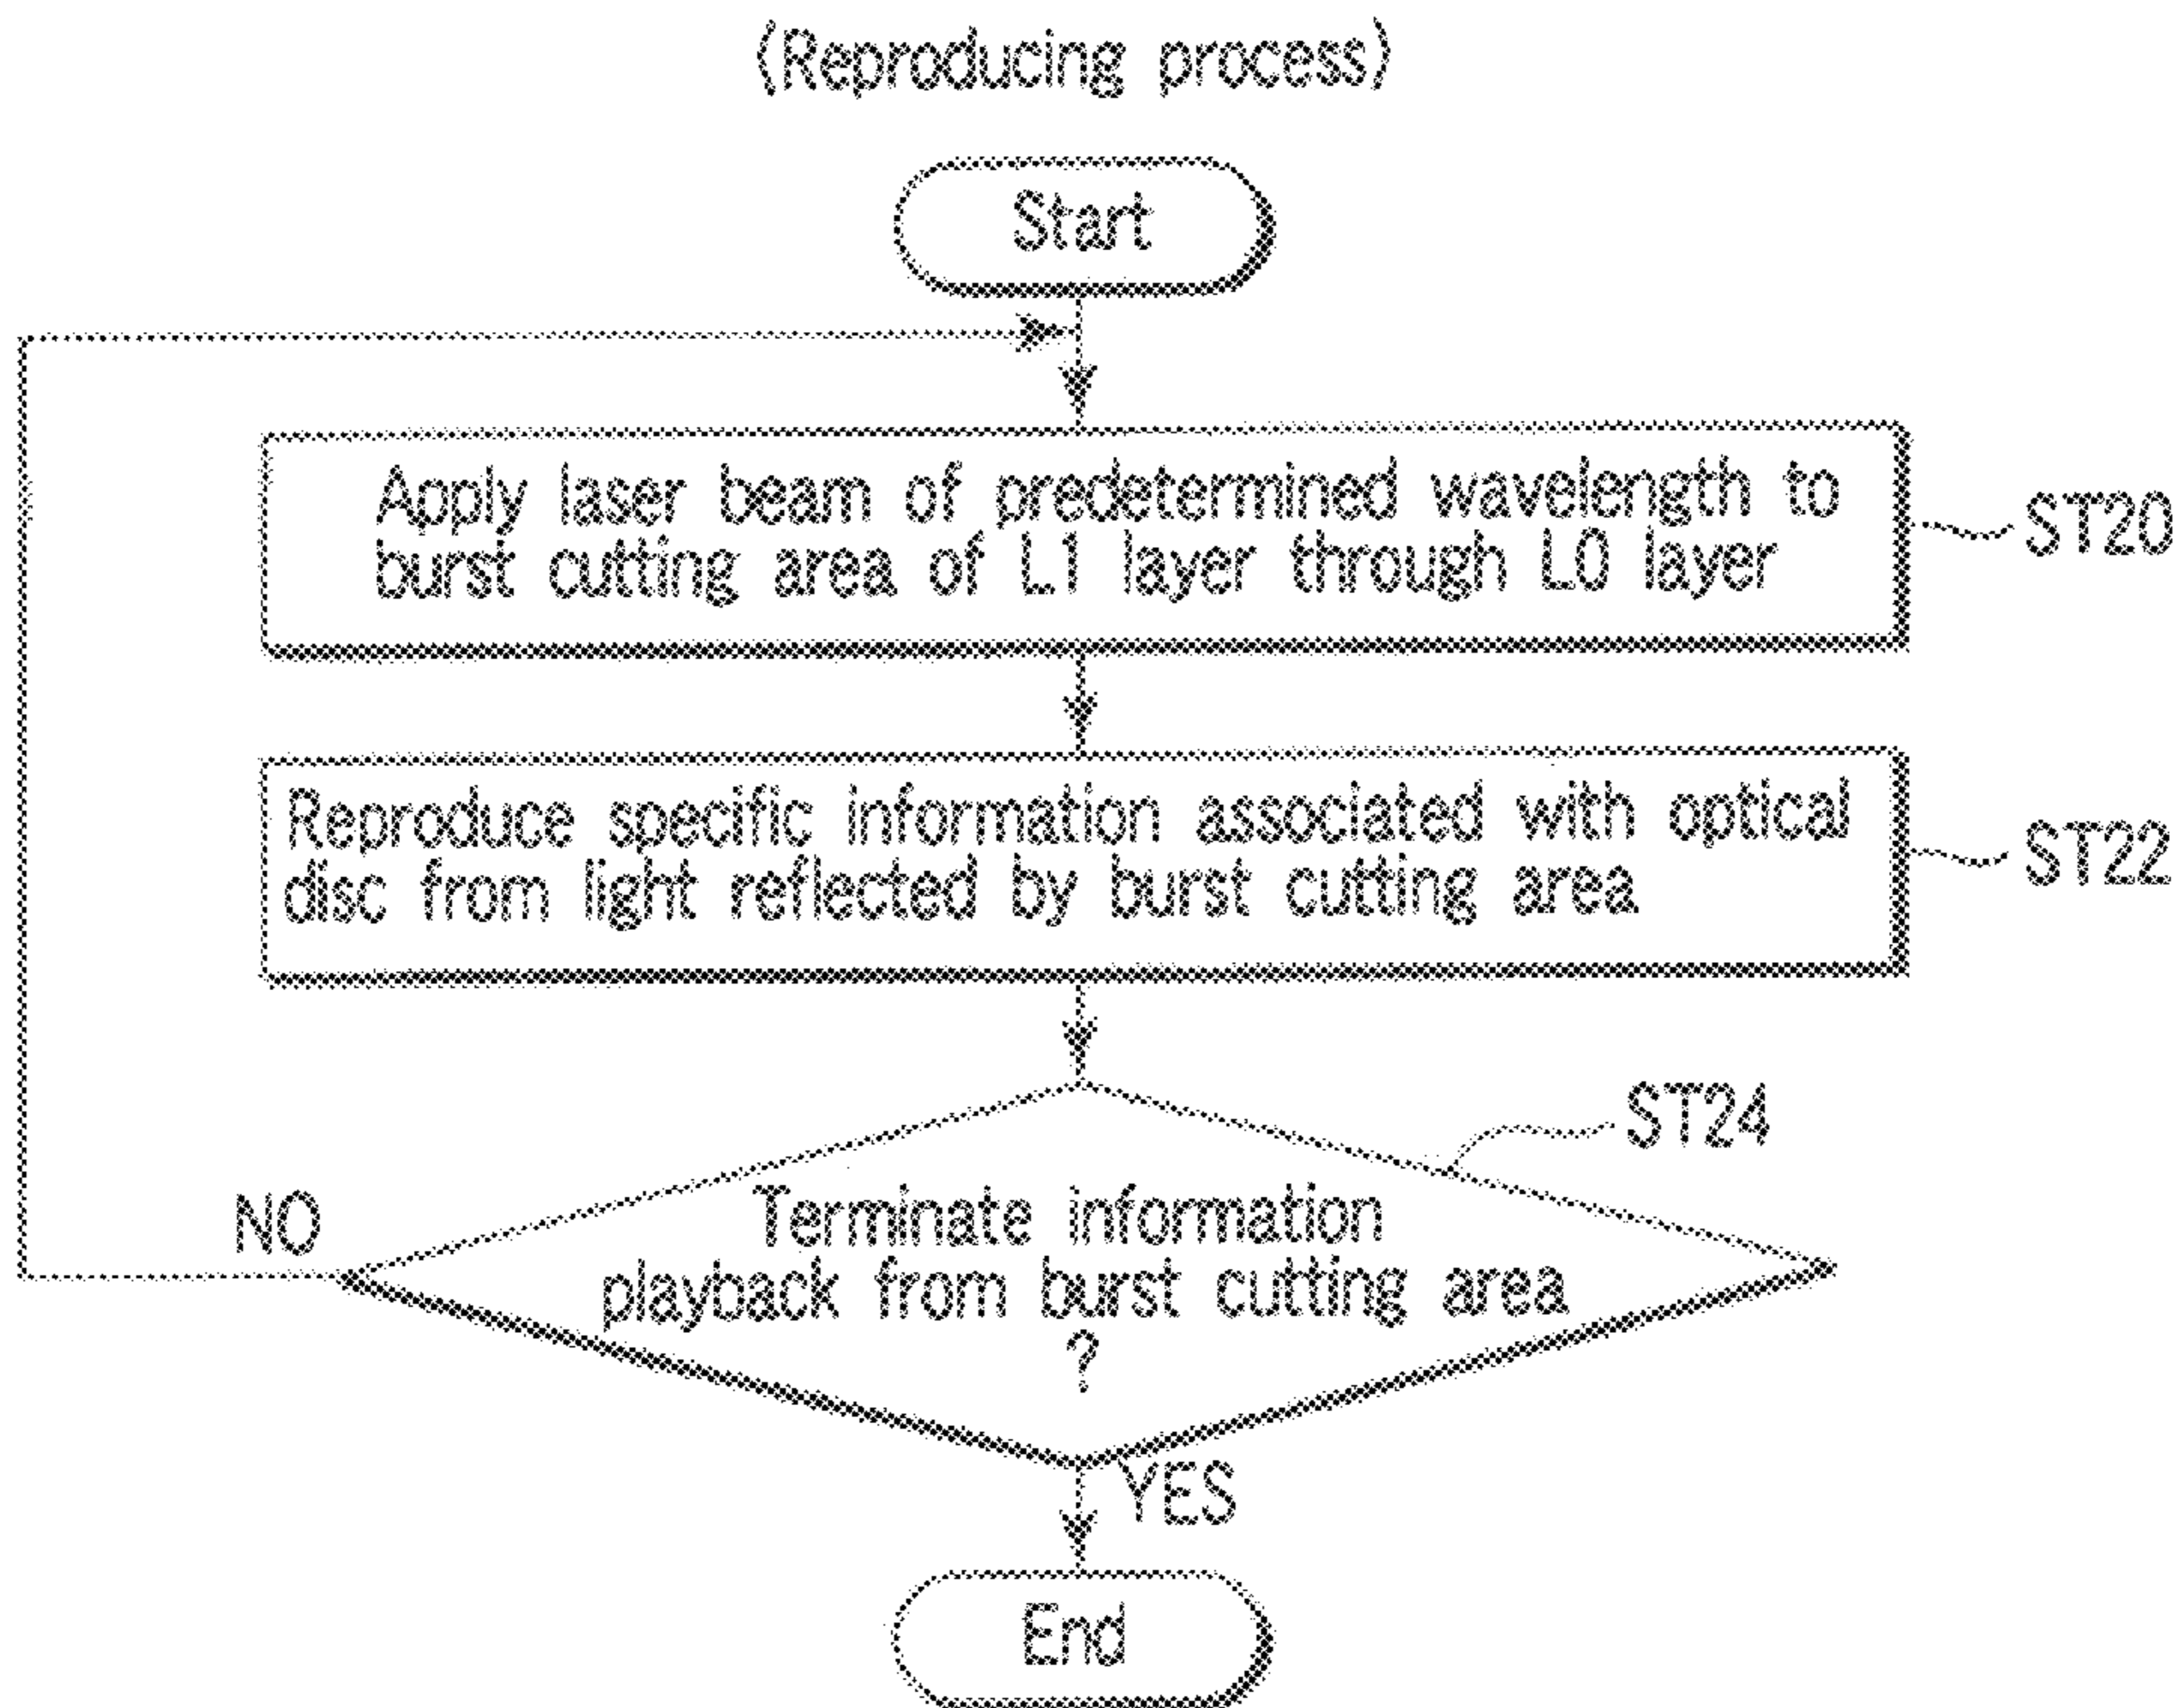 (Reproducing process)
Start
Apply laser beam of predetermined wavelength to
burst cutting area of L1 layer through L0 layer
ST20
Reproduce specific information associated with optical
disc from light reflected by burst cutting area
ST22
ST24
NO
Terminate information
playback from burst cutting area
?
YES
End